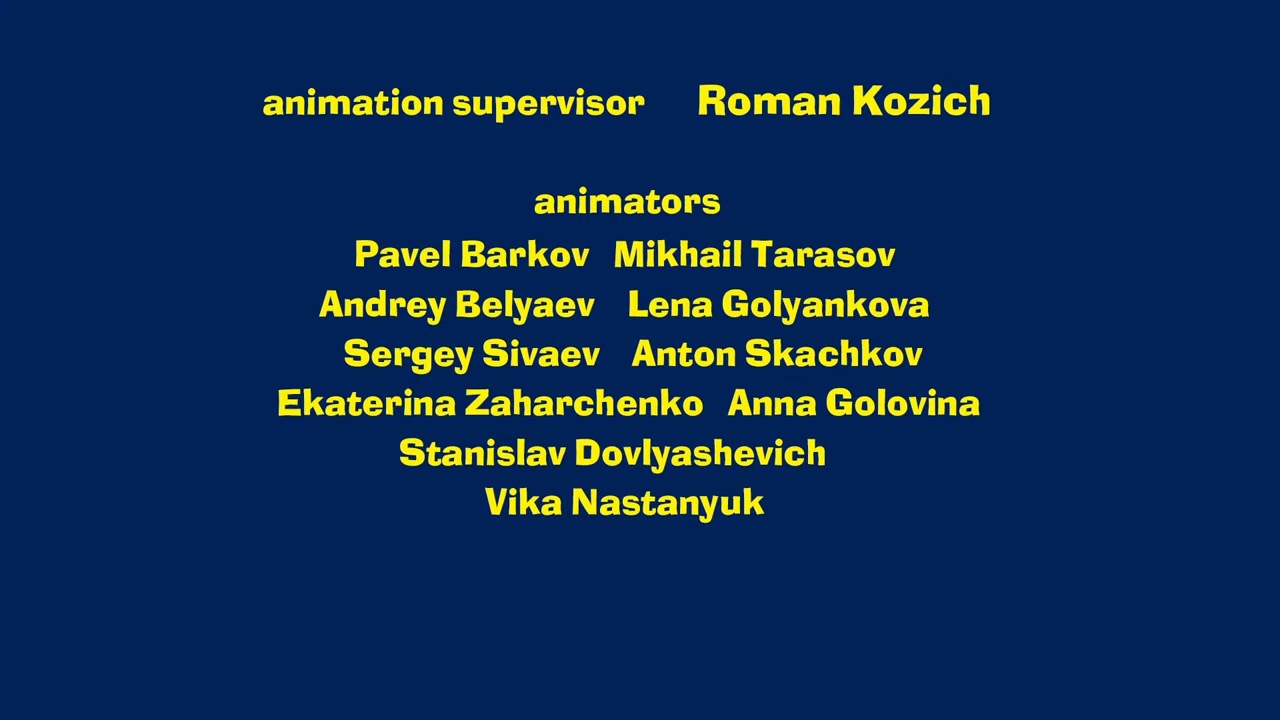 animation supervisor Roman Kozich
animators
Pavel Barkov Mikhail Tarasov
Andrey Belyaev Lena Golyankova
Sergey Sivaev Anton Skachkov
Ekaterina Zaharchenko Anna Golovina
Stanislav Dovlyashevich
Vika Nastanyuk